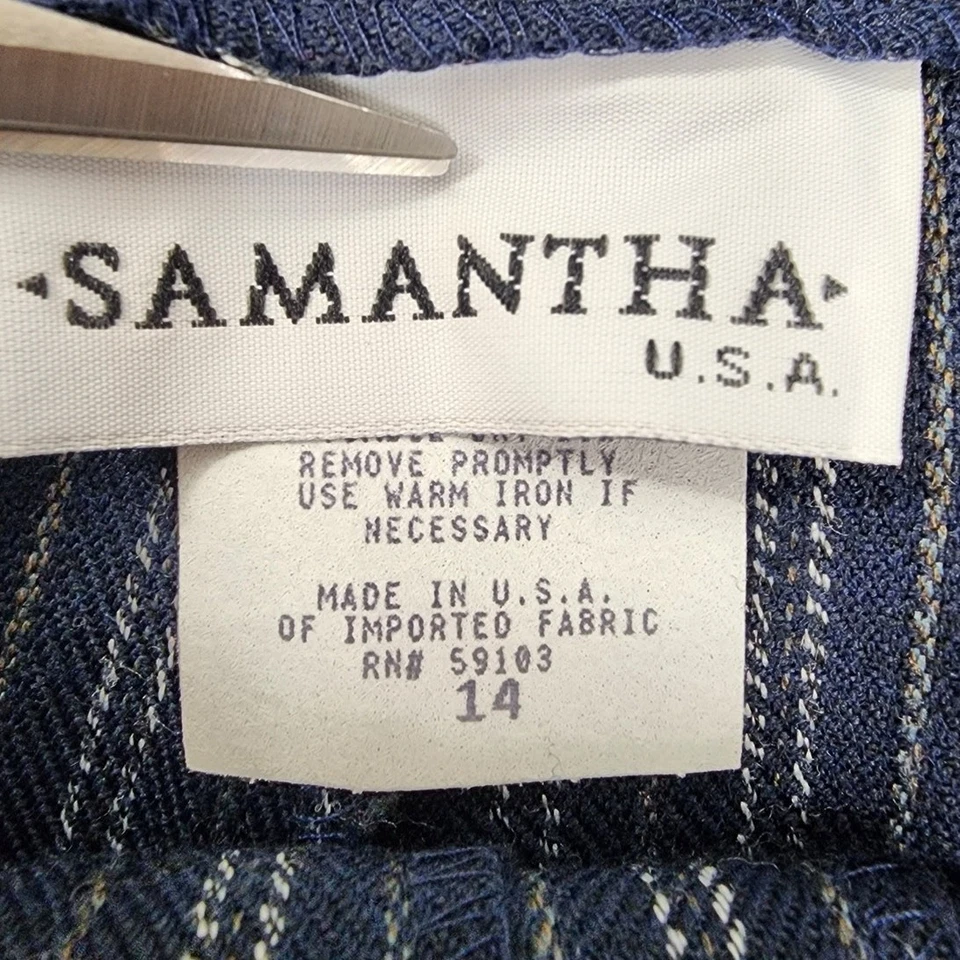 SAMANTHA
U.S.A.
REMOVE PROMPTLY
USE WARM IRON IF
NECESSARY
MADE IN U.S.A.
OF IMPORTED FABRIC
RN# 59103
14